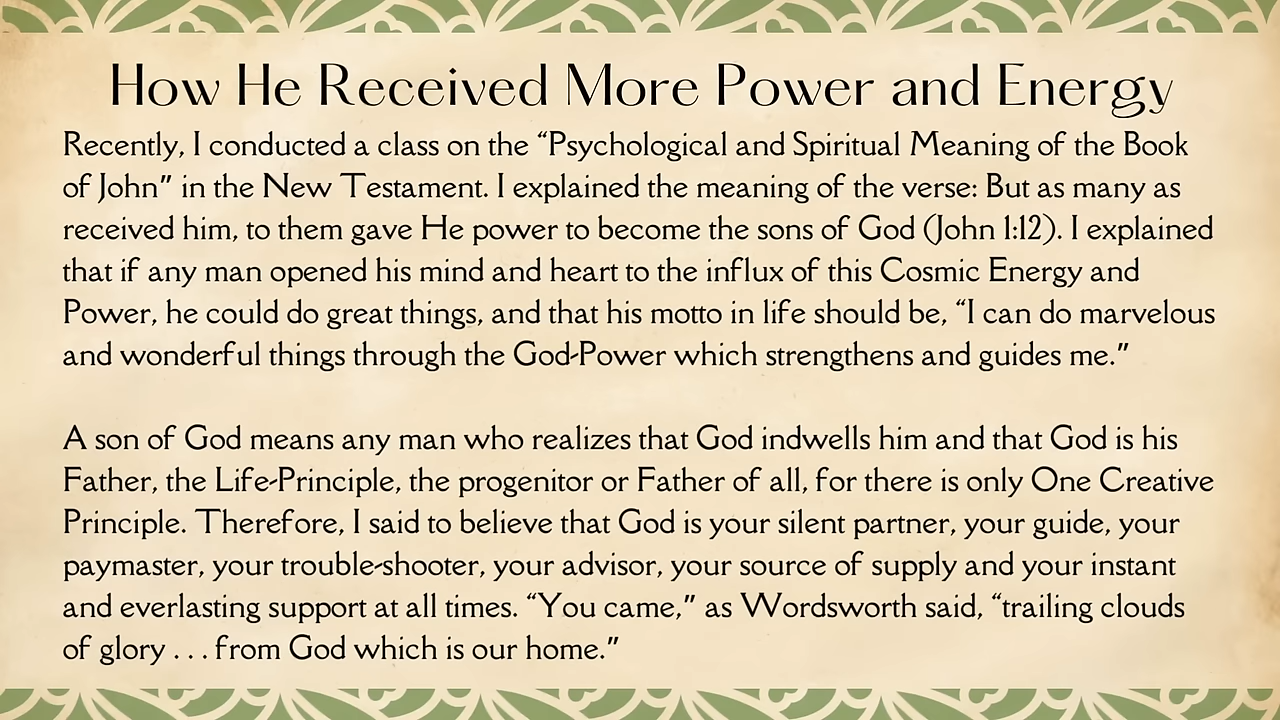 How He Received More Power and Energy
Recently, I conducted a class on the “Psychological and Spiritual Meaning of the Book
of John" in the New Testament. I explained the meaning of the verse: But as many as
received him, to them gave He power to become the sons of God (John 1:12). I explained
that if any man opened his mind and heart to the influx of this Cosmic Energy and
Power, he could do great things, and that his motto in life should be, “I can do marvelous
and wonderful things through the God-Power which strengthens and guides me."

A son of God means any man who realizes that God indwells him and that God is his
Father, the Life-Principle, the progenitor or Father of all, for there is only One Creative
Principle. Therefore, I said to believe that God is your silent partner, your guide, your
paymaster, your trouble-shooter, your advisor, your source of supply and your instant
and everlasting support at all times. “You came," as Wordsworth said, “trailing clouds
of glory . . . from God which is our home."